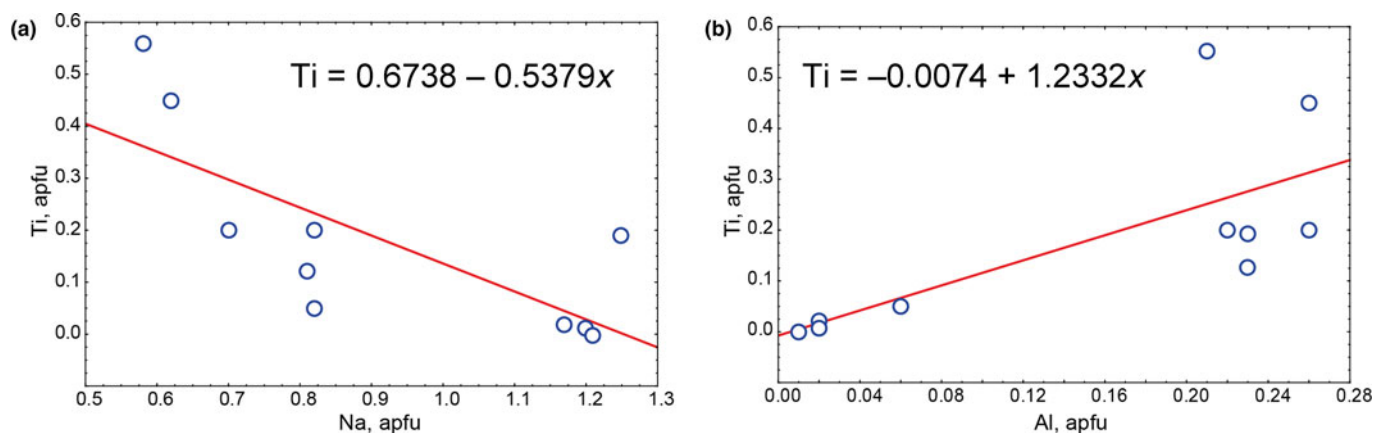 (a)
Ti = 0.6738 – 0.5379x
Ti, apfu
0.6
0.5
0.4
0.3
0.2
0.1
0.0
0.5 0.6 0.7 0.8 0.9 1.0 1.1 1.2 1.3
Na, apfu
(b)
Ti = –0.0074 + 1.2332x
Ti, apfu
0.6
0.5
0.4
0.3
0.2
0.1
0.0
0.00 0.04 0.08 0.12 0.16 0.20 0.24 0.28
Al, apfu